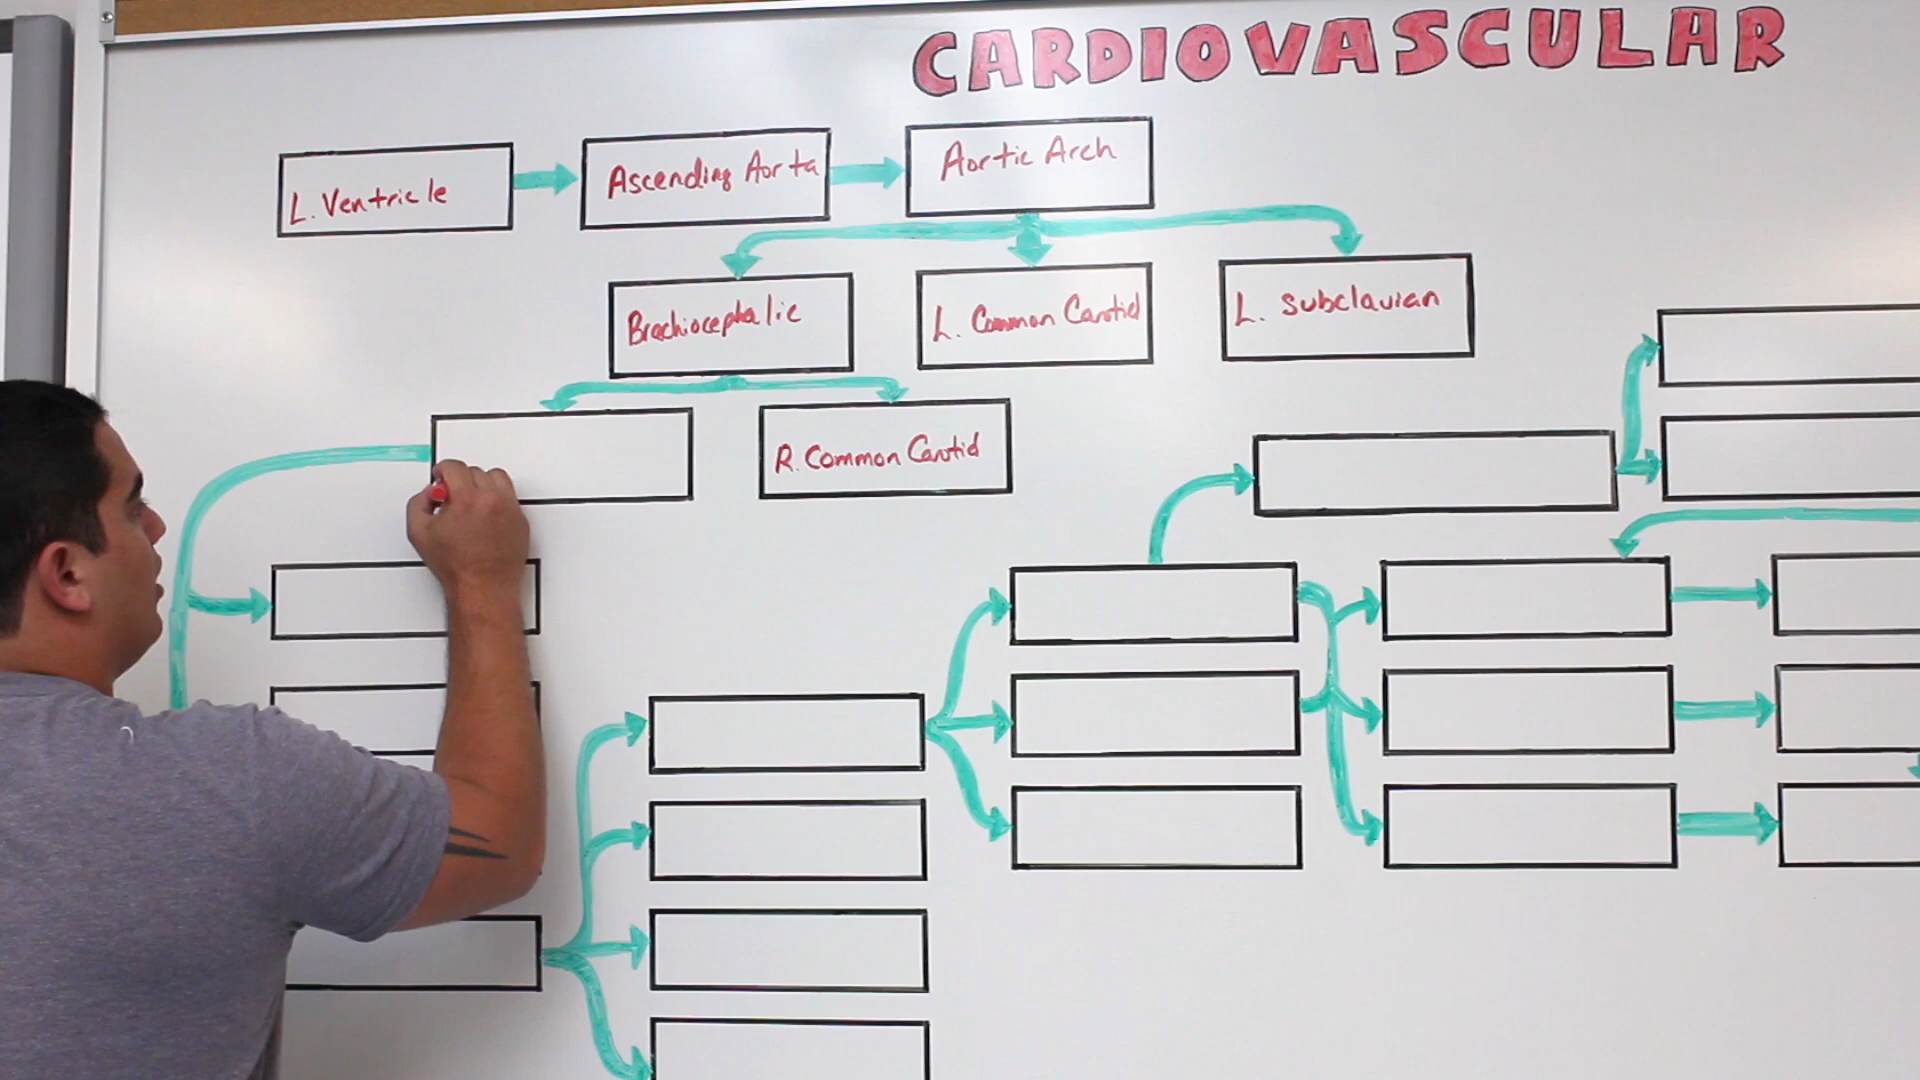 CARDIOVASCULAR
L. Ventricle
Ascending Aorta
Aortic Arch
Brachiocephalic
L. Common Carotid
L. Subclavian
R. Common Carotid